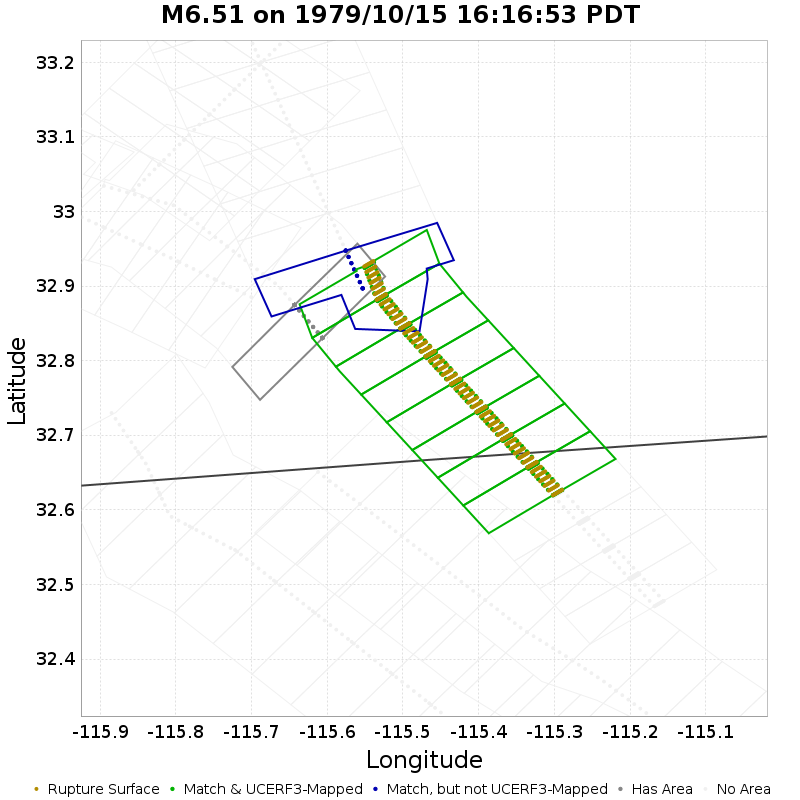 M6.51 on 1979/10/15 16:16:53 PDT
33.2
33.1
33
32.9
32.8
32.7
32.6
32.5
32.4
Latitude
-115.9 -115.8 -115.7 -115.6 -115.5 -115.4 -115.3 -115.2 -115.1
Longitude
Rupture Surface Match & UCERF3-Mapped Match, but not UCERF3-Mapped Has Area No Area